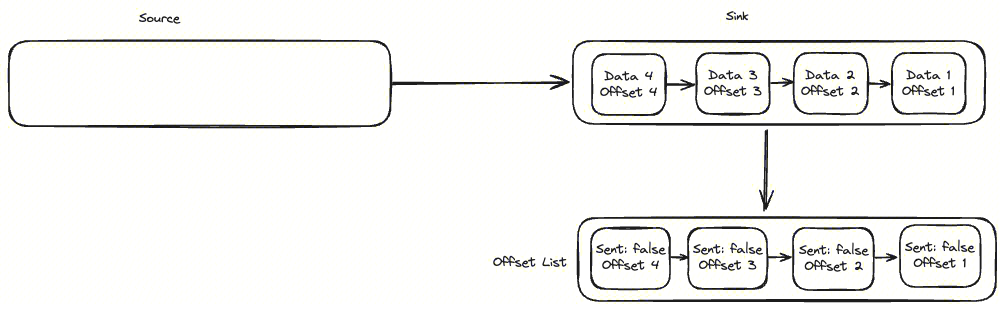 Source
Sink
Data 4
Offset 4
Data 3
Offset 3
Data 2
Offset 2
Data 1
Offset 1
Offset List
Sent: false
Offset 4
Sent: false
Offset 3
Sent: false
Offset 2
Sent: false
Offset 1